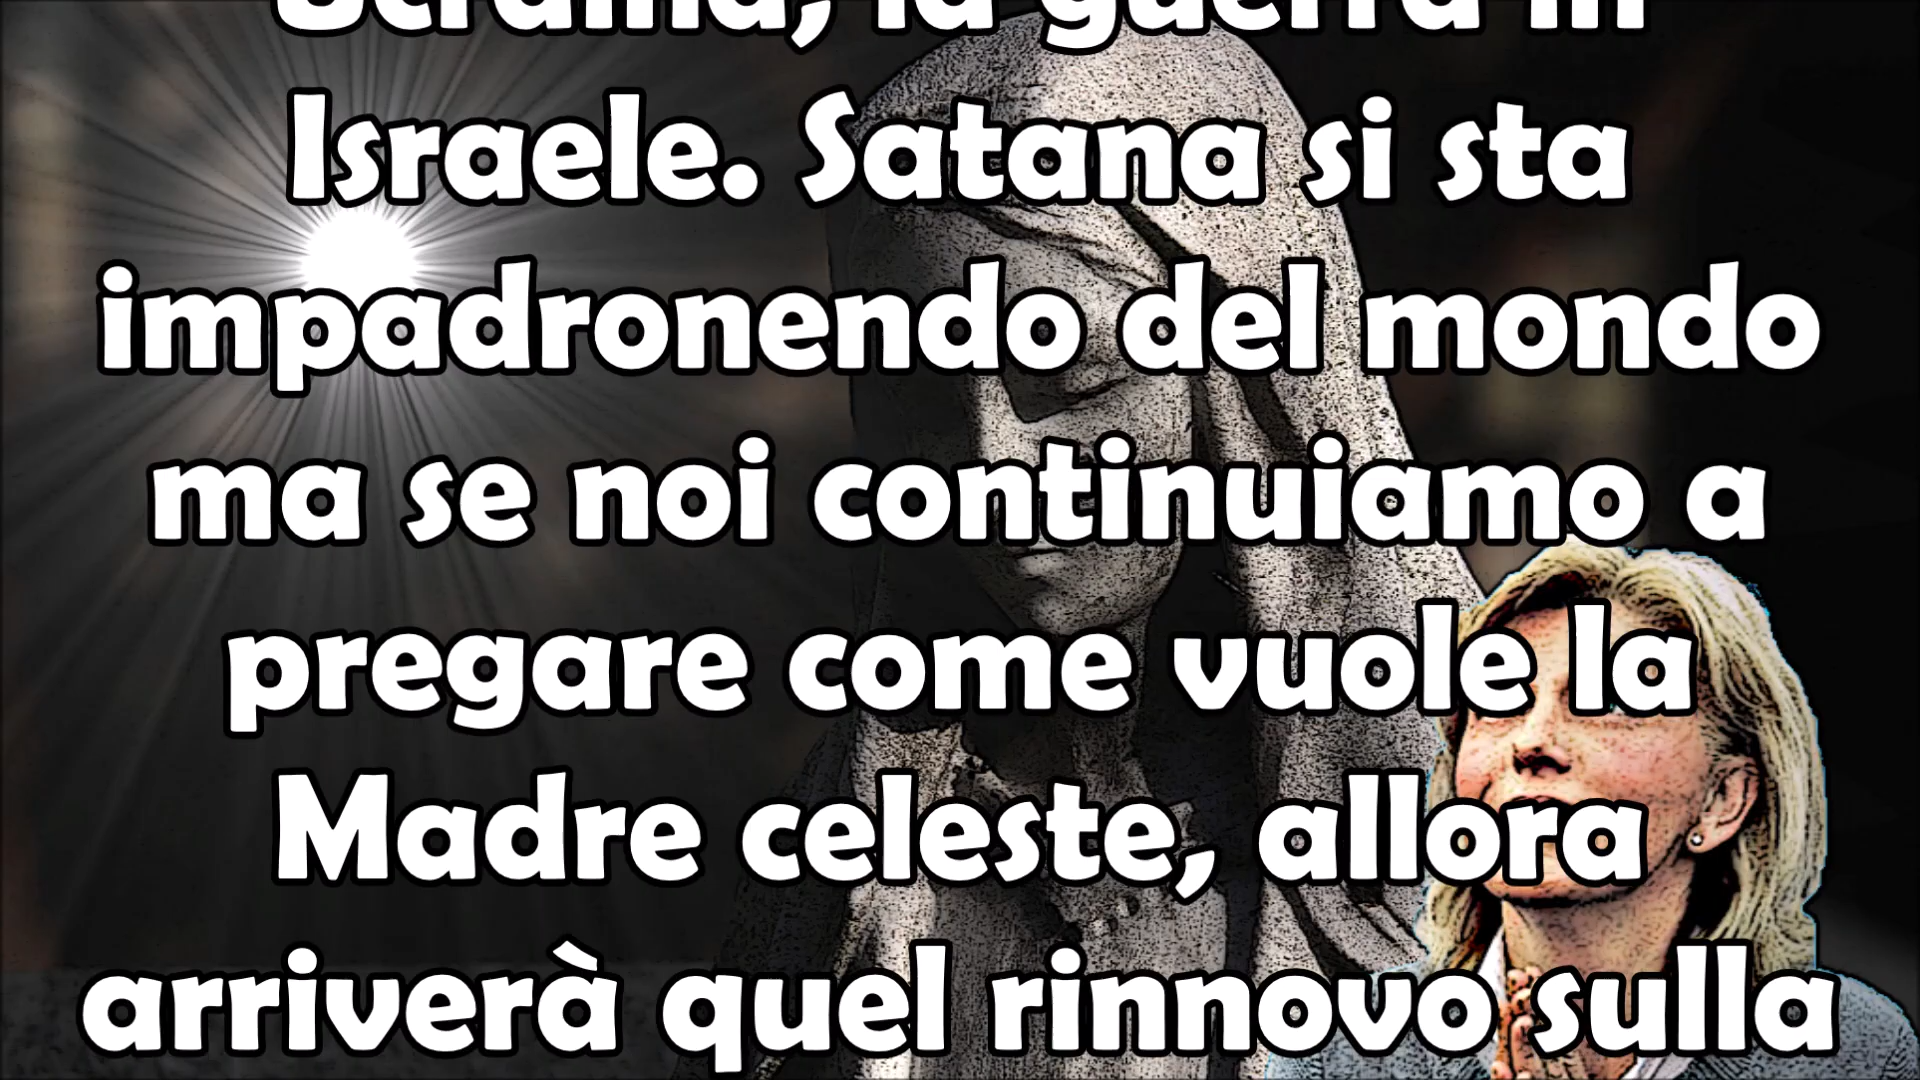 Ucraina, la guerra in
Israele. Satana si sta
impadronendo del mondo
ma se noi continuiamo a
pregare come vuole la
Madre celeste, allora
arriverà quel rinnovo sulla